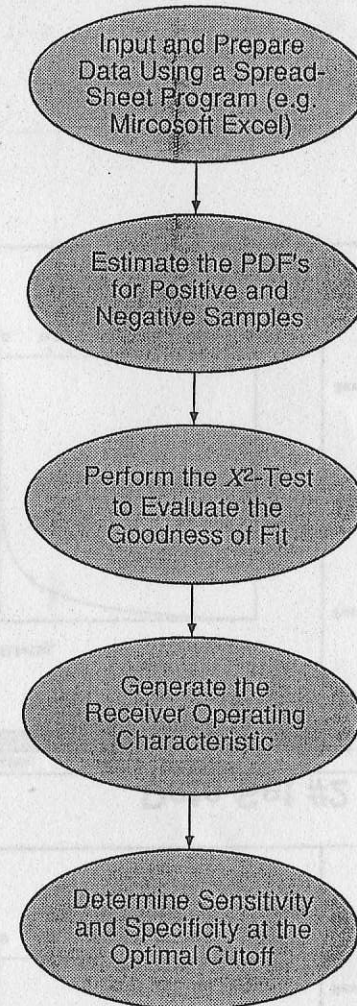 Input and Prepare
Data Using a Spread-
Sheet Program (e.g.
Mircosoft Excel)
Estimate the PDF's
for Positive and
Negative Samples
Perform the X²-Test
to Evaluate the
Goodness of Fit
Generate the
Receiver Operating
Characteristic
Determine Sensitivity
and Specificity at the
Optimal Cutoff